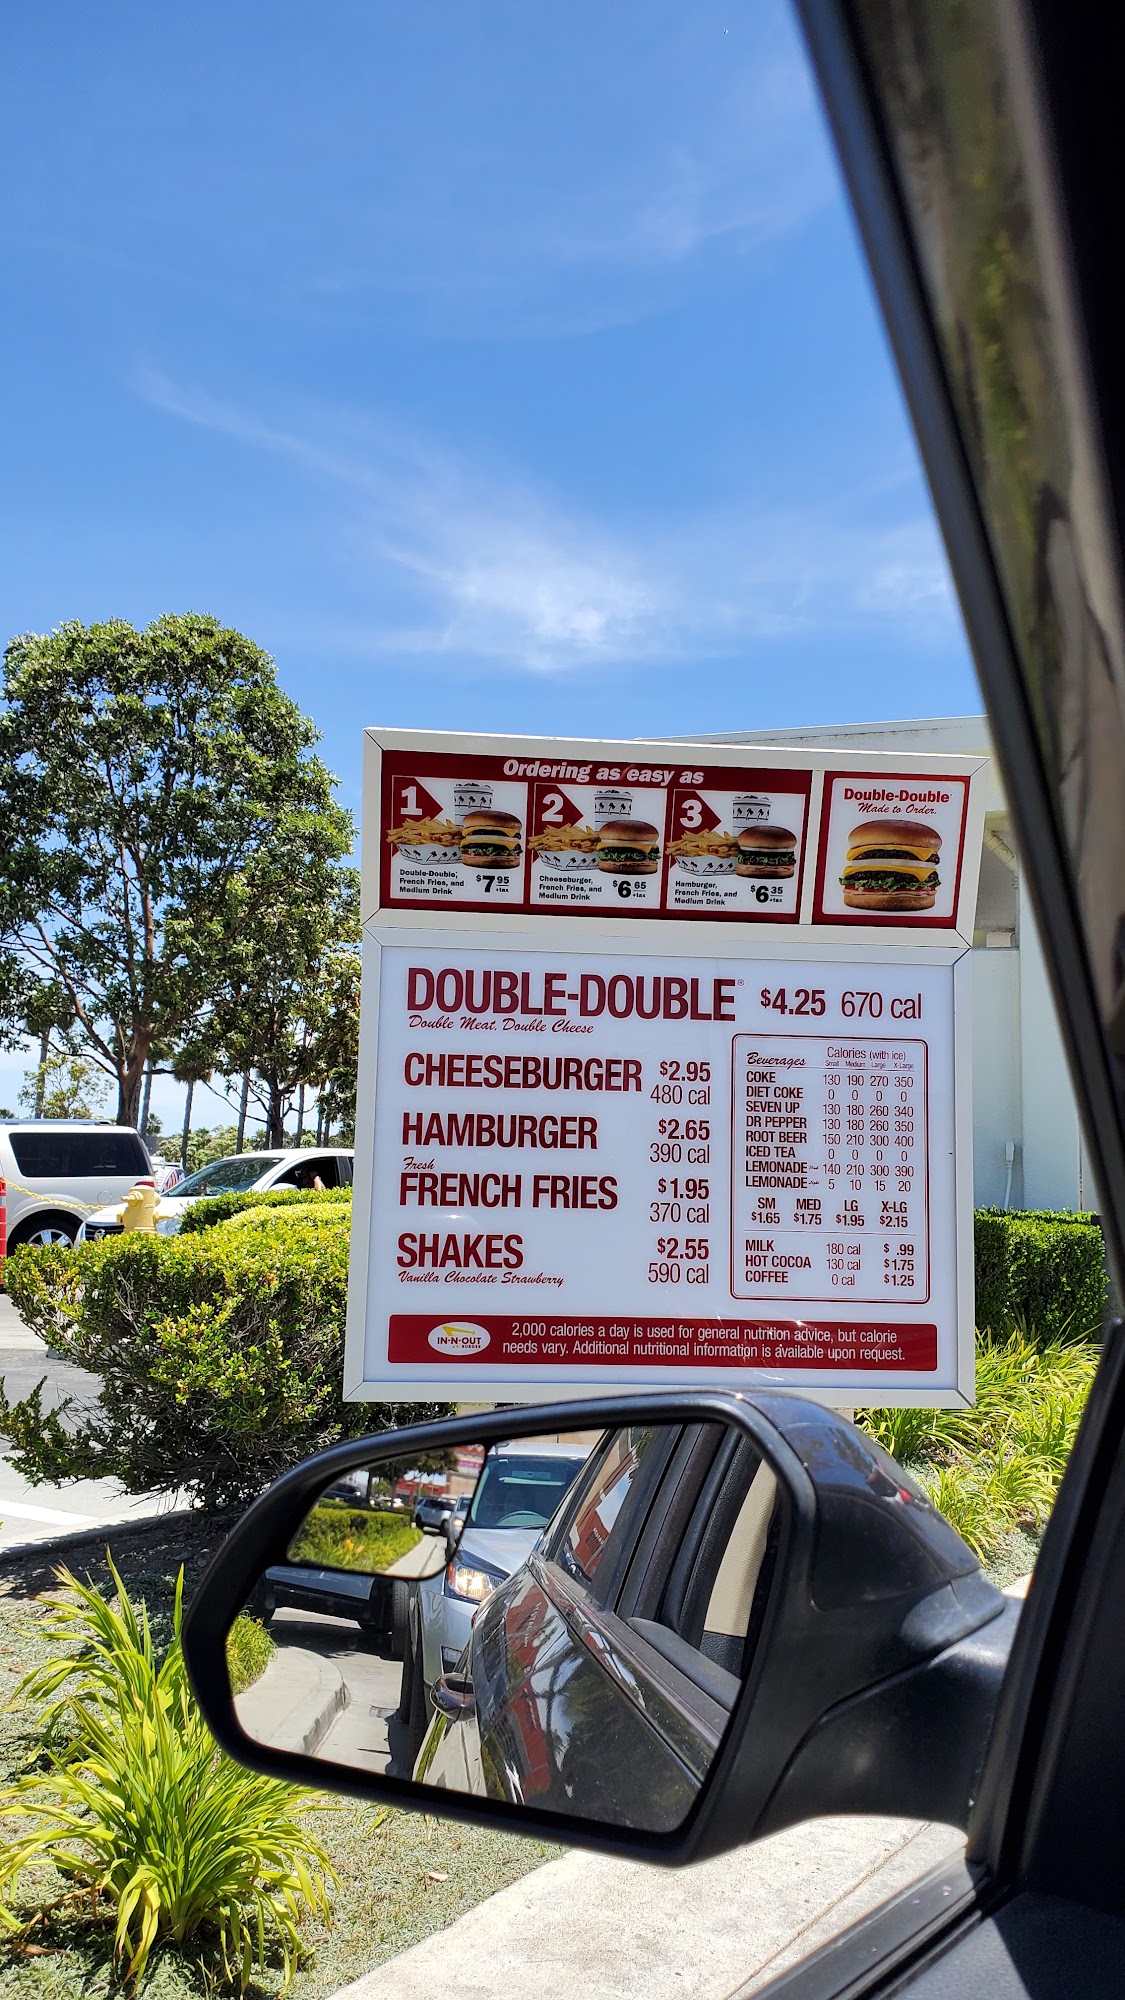 Ordering as easy as
1
Double-Double,
French Fries, and
Medium Drink
$7 95
+tax
2
Cheeseburger,
French Fries, and
Medium Drink
$6 65
+tax
3
Hamburger,
French Fries, and
Medium Drink
$6 35
+tax
Double-Double
Made to Order.
DOUBLE-DOUBLE® $4.25 670 cal
Double Meat, Double Cheese
CHEESEBURGER $2.95
480 cal
HAMBURGER $2.65
390 cal
Fresh
FRENCH FRIES $1.95
370 cal
SHAKES $2.55
Vanilla Chocolate Strawberry 590 cal
Beverages Calories (with ice)
Small Medium Large X-Large
COKE 130 190 270 350
DIET COKE 0 0 0 0
SEVEN UP 130 180 260 340
DR PEPPER 130 180 260 350
ROOT BEER 150 210 300 400
ICED TEA 0 0 0 0
LEMONADE 140 210 300 390
LEMONADE 5 10 15 20
SM MED LG X-LG
$1.65 $1.75 $1.95 $2.15
MILK 180 cal $ .99
HOT COCOA 130 cal $1.75
COFFEE 0 cal $1.25
IN-N-OUT
BURGER
2,000 calories a day is used for general nutrition advice, but calorie
needs vary. Additional nutritional information is available upon request.